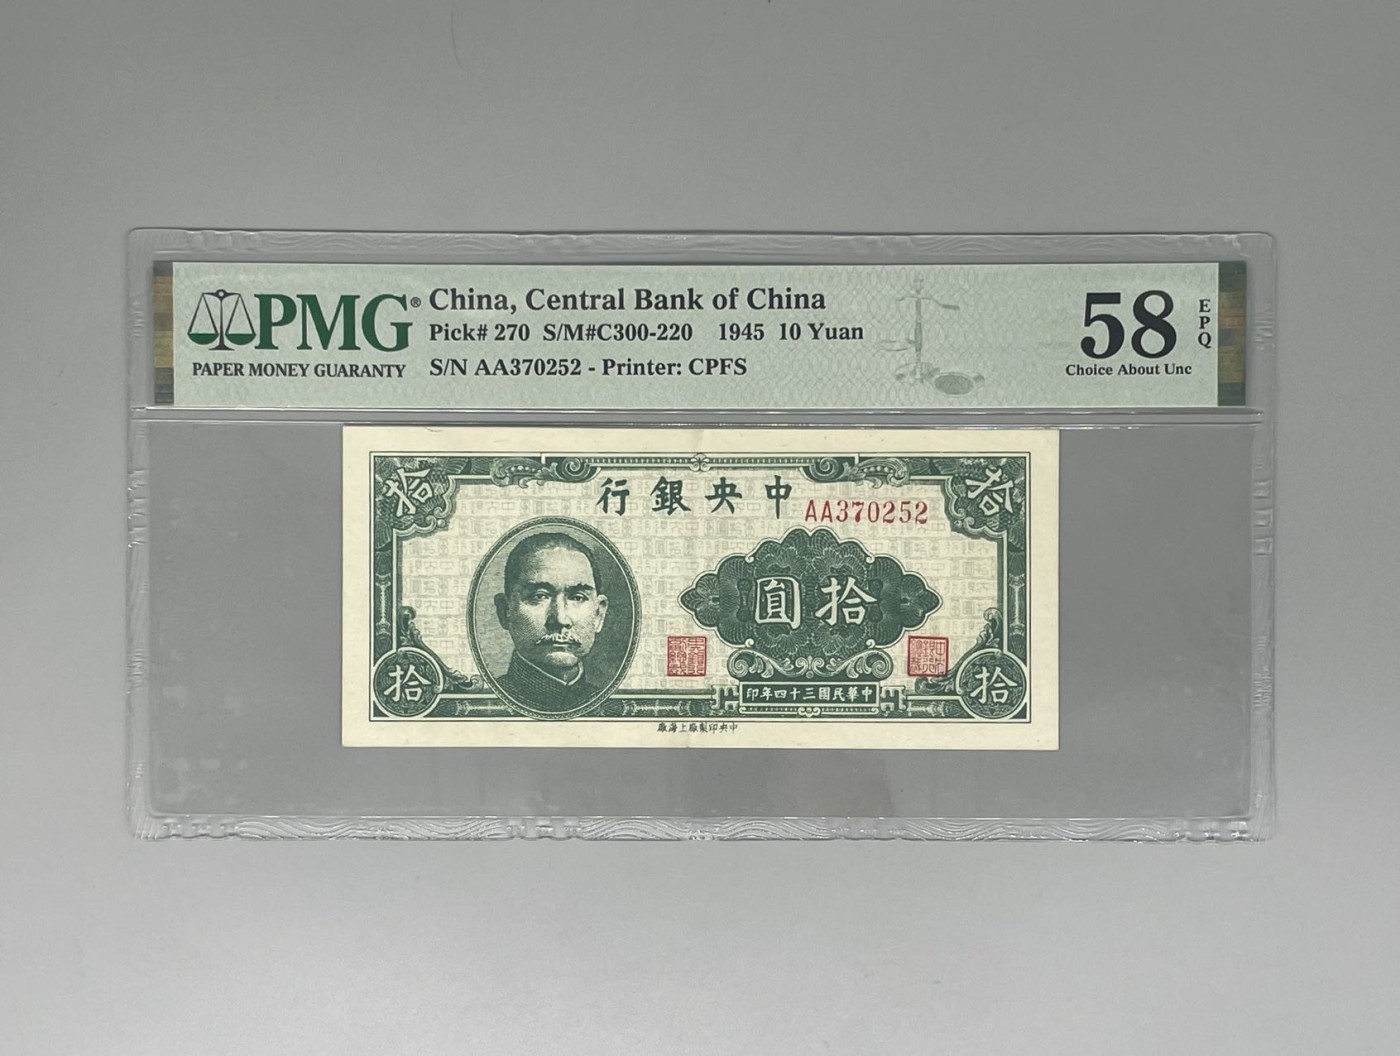 PMG®
PAPER MONEY GUARANTY
China, Central Bank of China
Pick# 270 S/M#C300-220 1945 10 Yuan
S/N AA370252 - Printer: CPFS
58
EPQ
Choice About Unc
拾
行銀央中
AA370252
拾
圓拾
拾
印年四十三國民華中
拾
廠海上廠製印央中